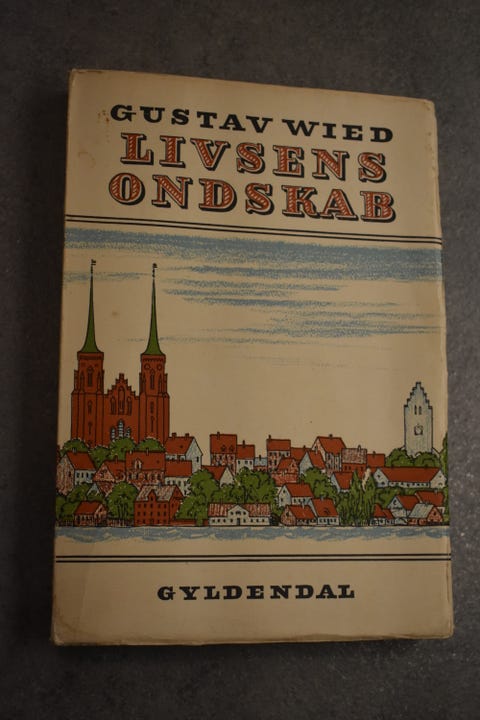 GUSTAV WIED
LIVSENS
ONDSKAB
GYLDENDAL